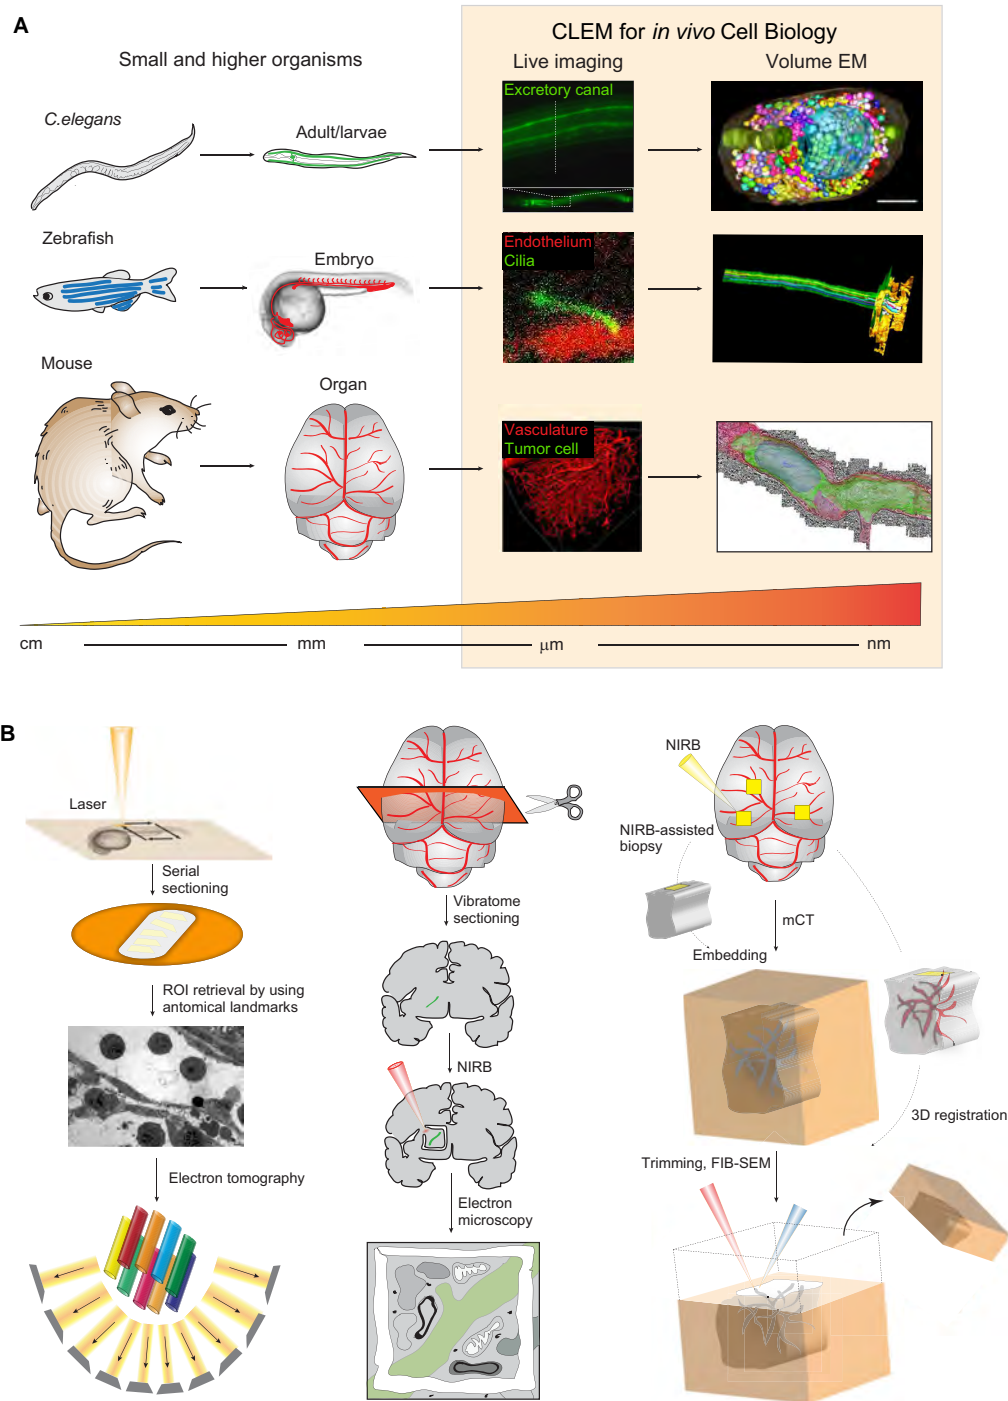 A
CLEM for in vivo Cell Biology
Small and higher organisms
Live imaging
Volume EM
C.elegans
Adult/larvae
Excretory canal
Zebrafish
Embryo
Endothelium
Cilia
Mouse
Organ
Vasculature
Tumor cell
cm
mm
μm
nm
B
Laser
Serial
sectioning
ROI retrieval by using
antomical landmarks
Electron tomography
Vibratome
sectioning
NIRB
Electron
microscopy
NIRB
NIRB-assisted
biopsy
mCT
Embedding
3D registration
Trimming, FIB-SEM